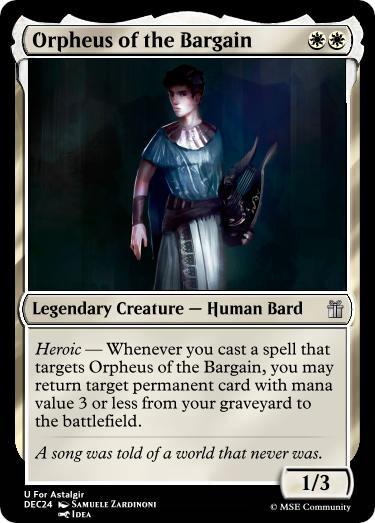 Orpheus of the Bargain
Legendary Creature — Human Bard
Heroic — Whenever you cast a spell that
targets Orpheus of the Bargain, you may
return target permanent card with mana
value 3 or less from your graveyard to
the battlefield.
A song was told of a world that never was.
1/3
U For Astalgir
DEC24 Samuele Zardinoni
Idea
© MSE Community